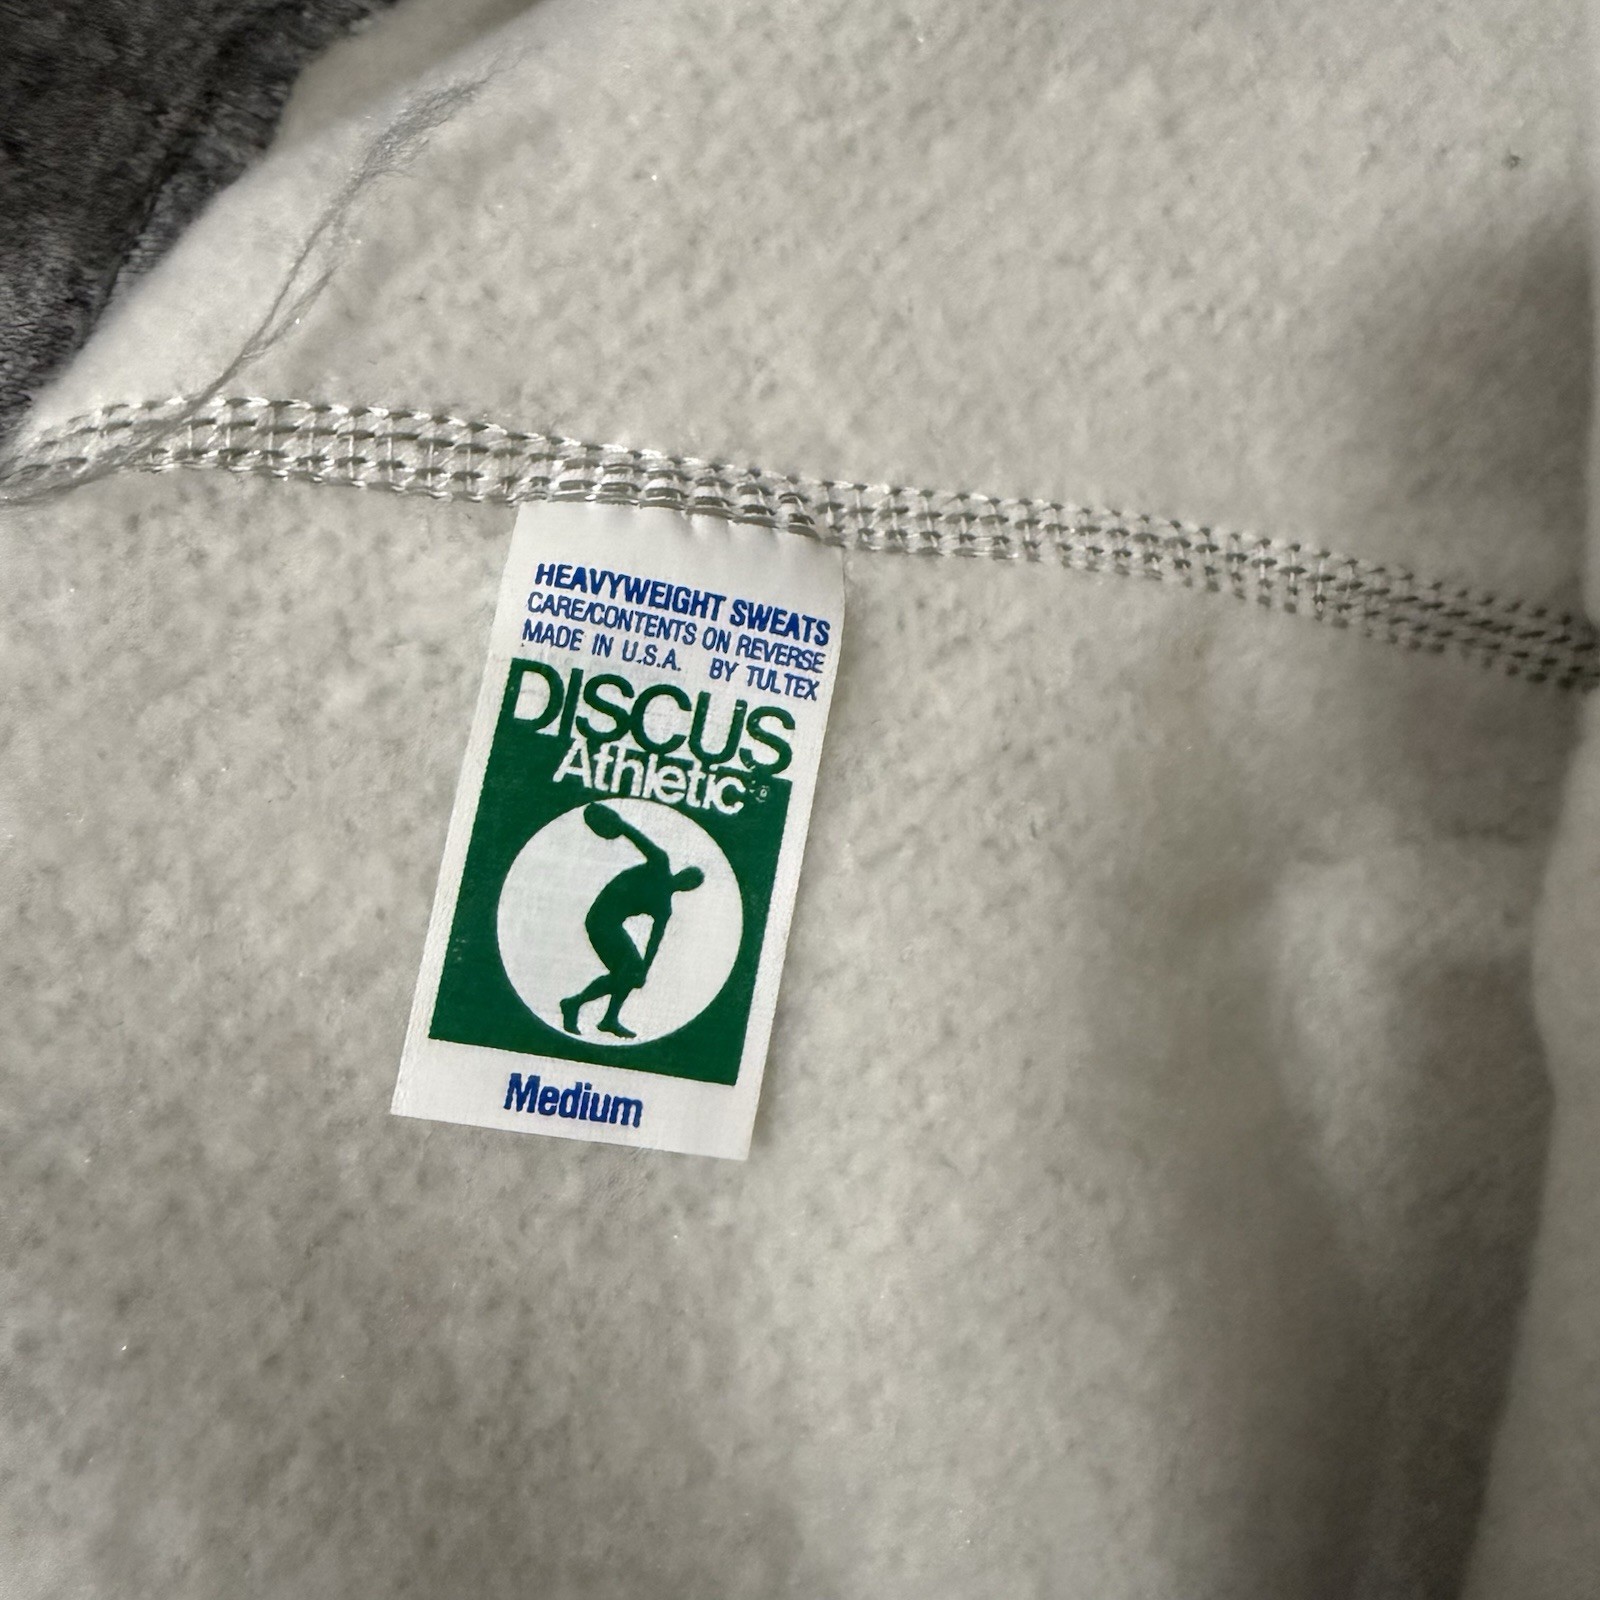 HEAVYWEIGHT SWEATS
CARE/CONTENTS ON REVERSE
MADE IN U.S.A. BY TULTEX
DISCUS
Athletic®
Medium